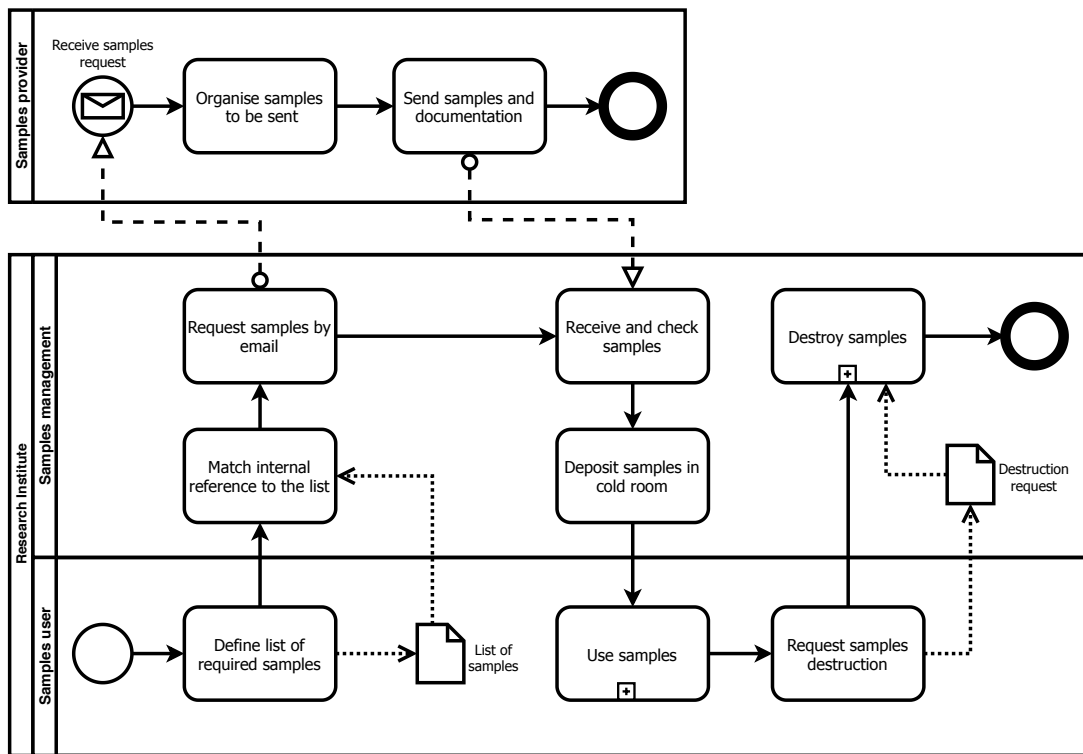 Samples provider
Receive samples
request
Organise samples
to be sent
Send samples and
documentation
Research Institute
Samples management
Request samples by
email
Receive and check
samples
Destroy samples
Match internal
reference to the list
Deposit samples in
cold room
Destruction
request
Samples user
Define list of
required samples
List of
samples
Use samples
Request samples
destruction